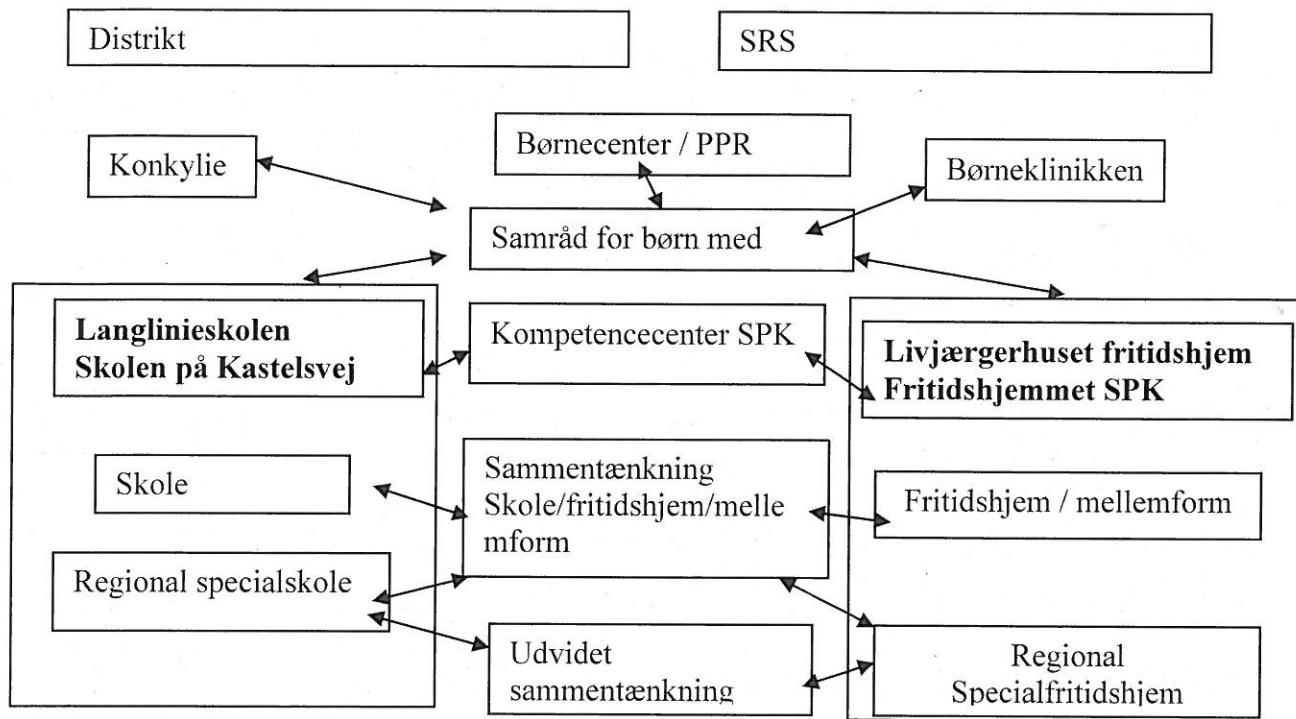 Distrikt
SRS
Børnecenter / PPR
Konkylie
Børneklinikken
Samråd for børn med
Langlinieskolen
Skolen på Kastelsvej
Kompetencecenter SPK
Livjærgerhuset fritidshjem
Fritidshjemmet SPK
Skole
Sammentænkning
Skole/fritidshjem/melle
mform
Fritidshjem / mellemform
Regional specialskole
Udvidet
sammentænkning
Regional
Specialfritidshjem